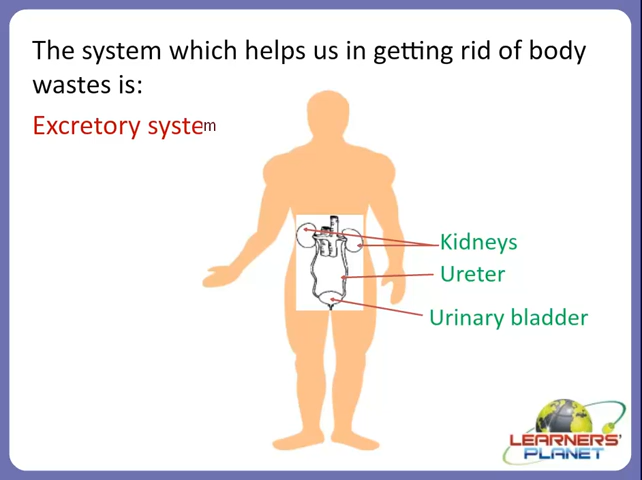 The system which helps us in getting rid of body
wastes is:
Excretory system
Kidneys
Ureter
Urinary bladder
LEARNERS'
PLANET